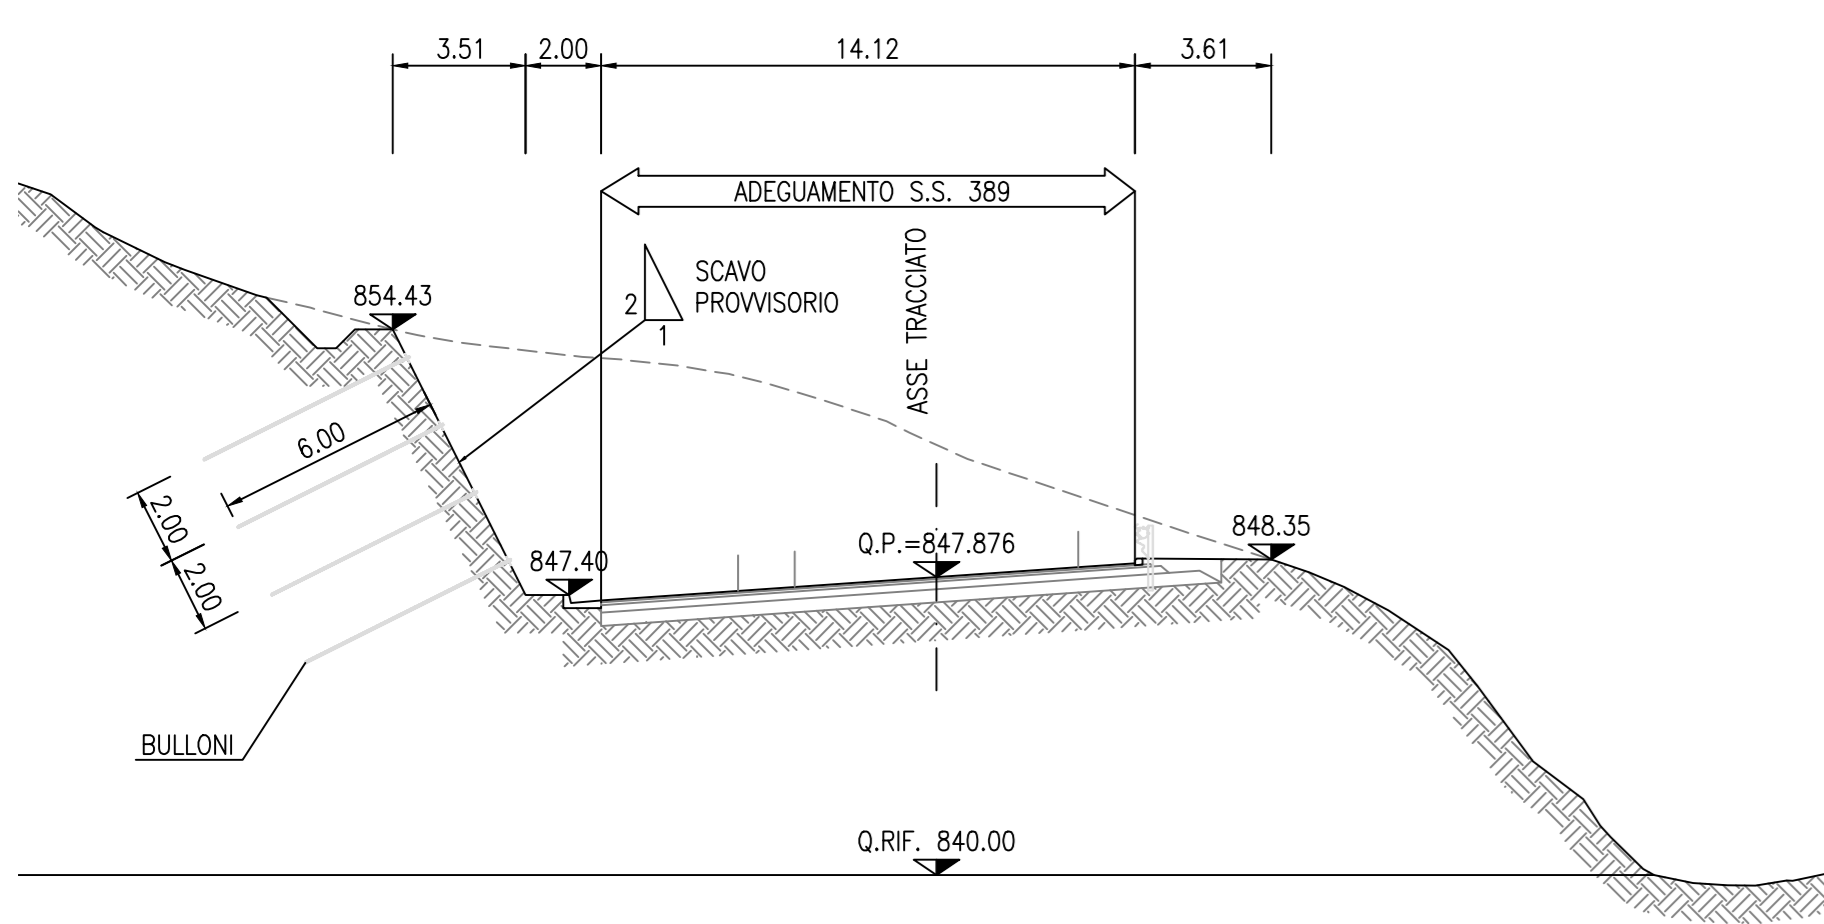 3.51
2.00
14.12
3.61
ADEGUAMENTO S.S. 389
ASSE TRACCIATO
SCAVO
PROVVISORIO
2
1
854.43
6.00
2.00
2.00
847.40
Q.P.=847.876
848.35
BULLONI
Q.RIF. 840.00